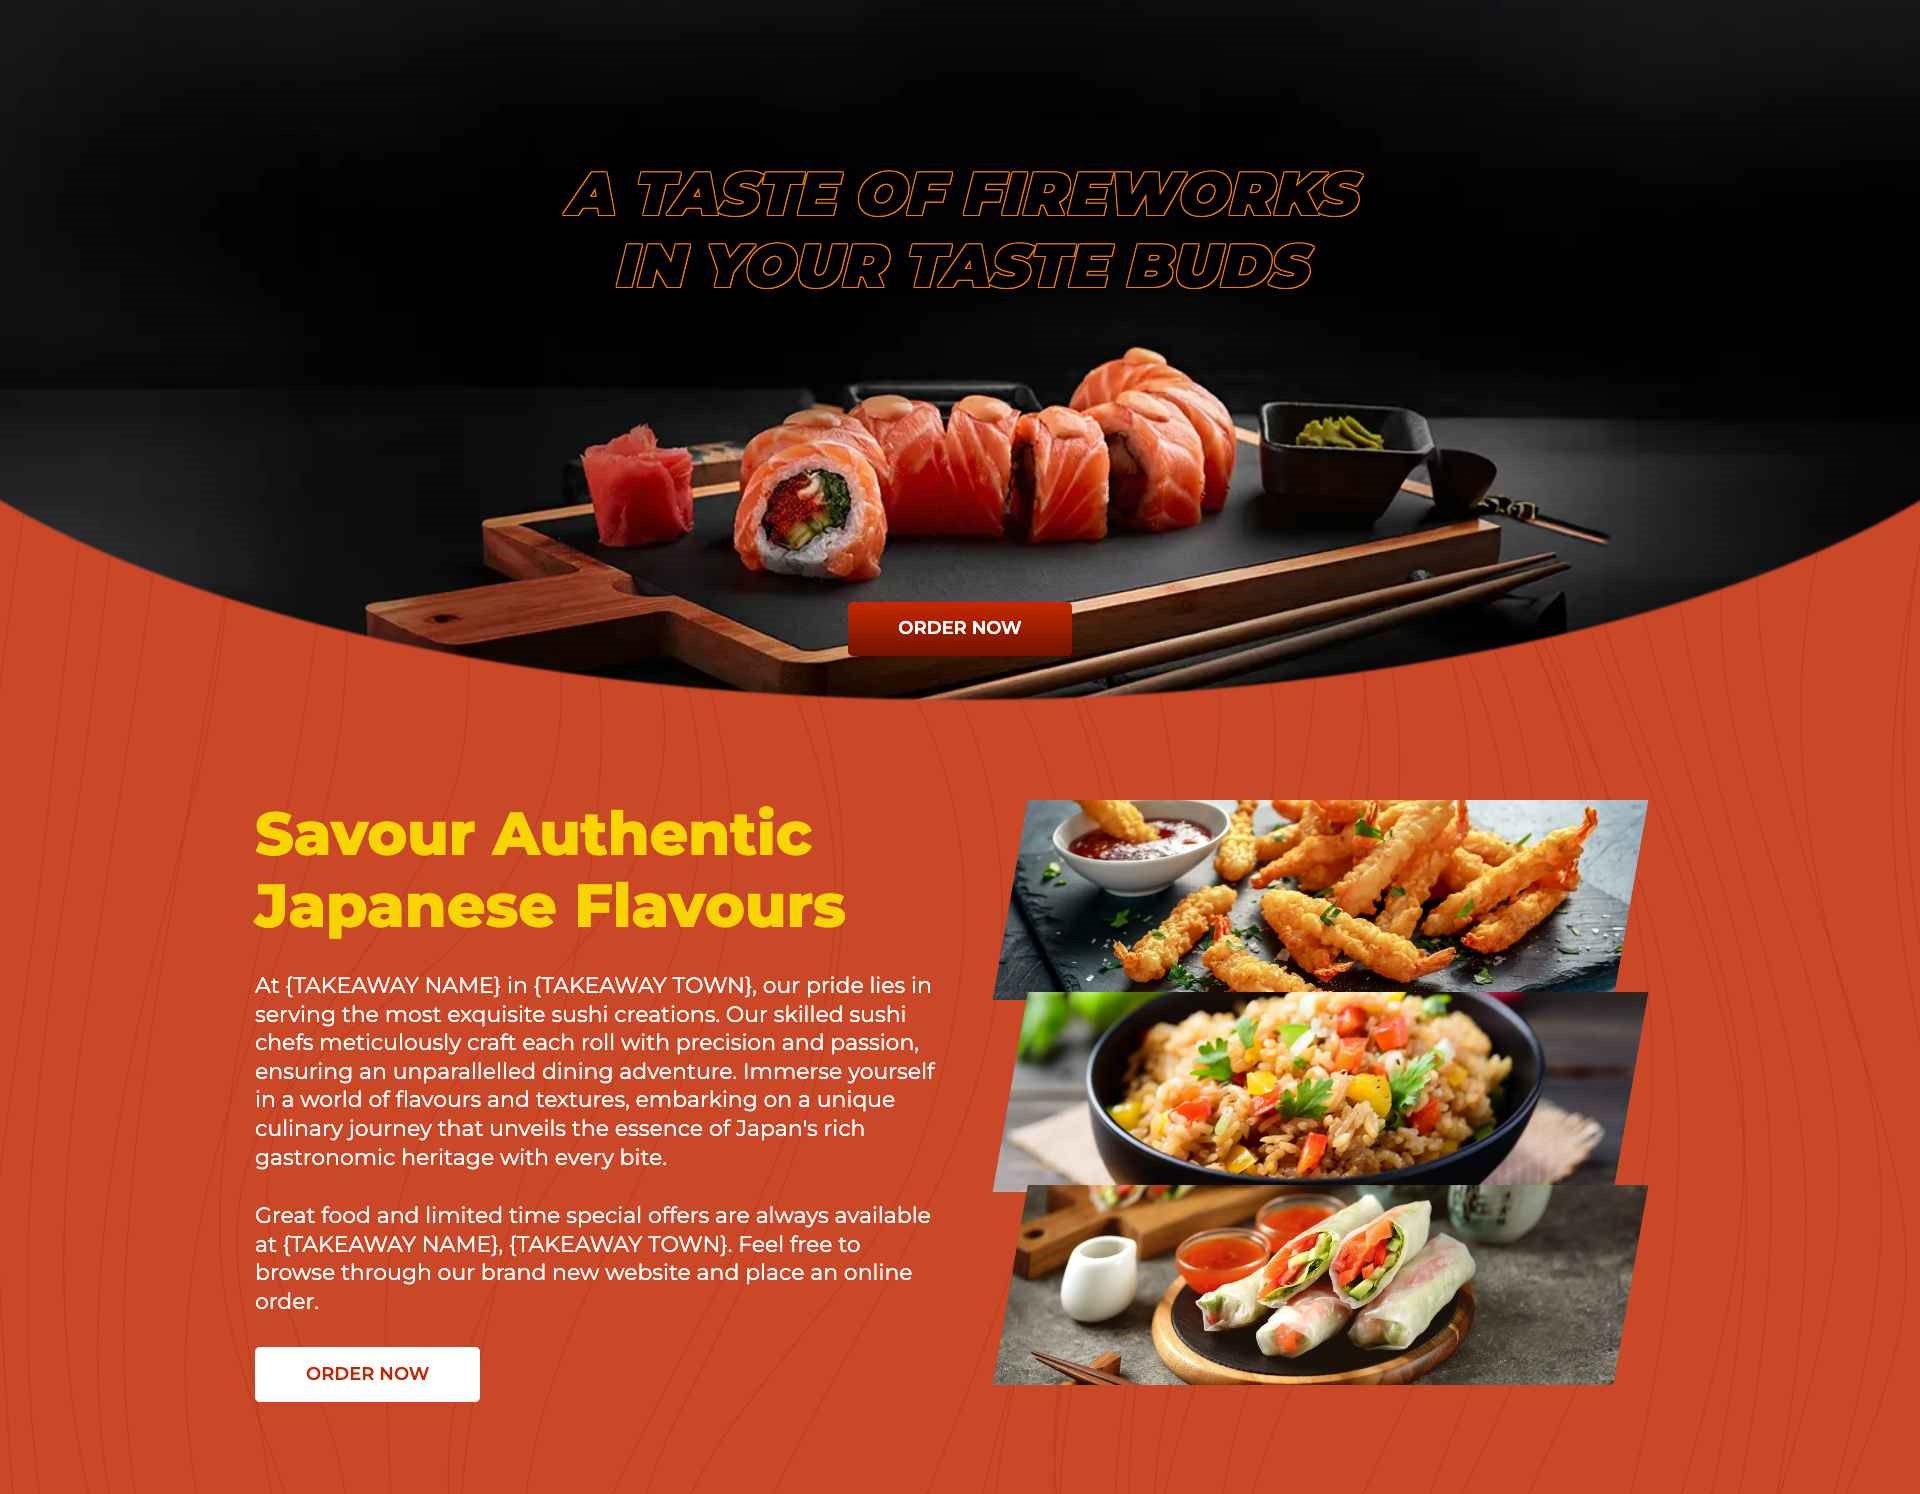 A TASTE OF FIREWORKS
IN YOUR TASTE BUDS
ORDER NOW
Savour Authentic
Japanese Flavours
At {TAKEAWAY NAME} in {TAKEAWAY TOWN}, our pride lies in
serving the most exquisite sushi creations. Our skilled sushi
chefs meticulously craft each roll with precision and passion,
ensuring an unparallelled dining adventure. Immerse yourself
in a world of flavours and textures, embarking on a unique
culinary journey that unveils the essence of Japan's rich
gastronomic heritage with every bite.
Great food and limited time special offers are always available
at {TAKEAWAY NAME}, {TAKEAWAY TOWN}. Feel free to
browse through our brand new website and place an online
order.
ORDER NOW